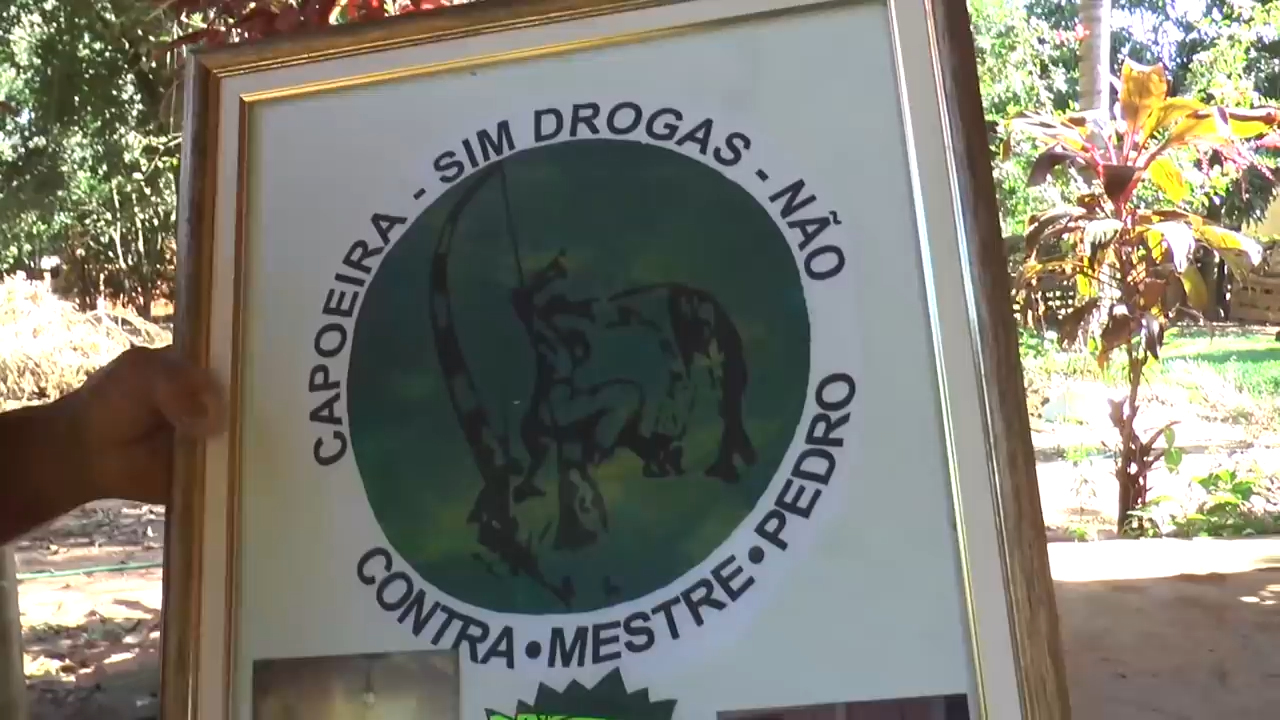 CAPOEIRA - SIM DROGAS - NÃO
CONTRA • MESTRE • PEDRO